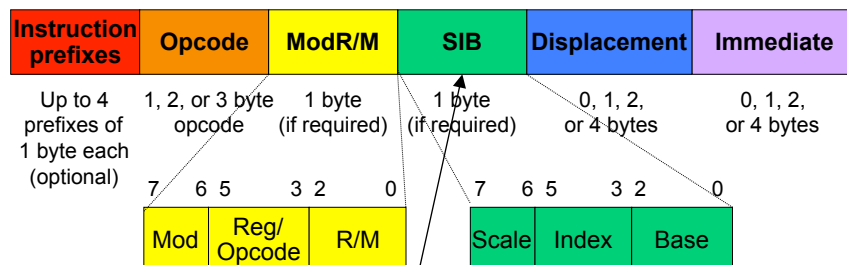 Instruction prefixes Opcode ModR/M SIB Displacement Immediate
Up to 4 prefixes of 1 byte each (optional)
1, 2, or 3 byte opcode
1 byte (if required)
1 byte (if required)
0, 1, 2, or 4 bytes
0, 1, 2, or 4 bytes
7 6 5 3 2 0
7 6 5 3 2 0
Mod Reg/Opcode R/M
Scale Index Base